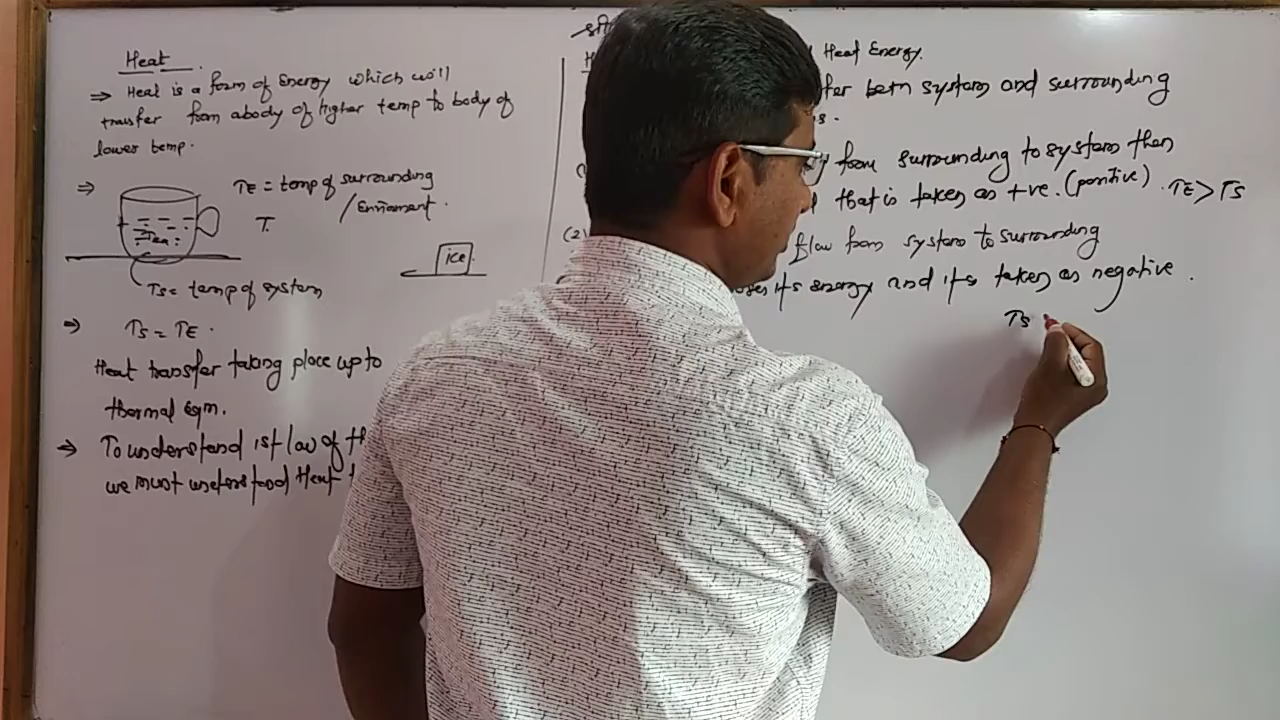 Heat
⇒ Heat is a form of Energy which will
transfer from a body of higher temp to body of
lower temp.
⇒ TE = temp of surrounding
/Enviroment.
T.
Tea
ice
Ts = temp of system
⇒ Ts = TE.
Heat transfer taking place up to
thermal Eqm.
⇒ To understand 1st law of th
we must understood Heat
Heat Energy.
fer betn system and surrounding
s.
from surrounding to system then
that is taken as +ve. (positive). TE > Ts
(2) flow from system to surrounding
its energy and its taken as negative.
Ts